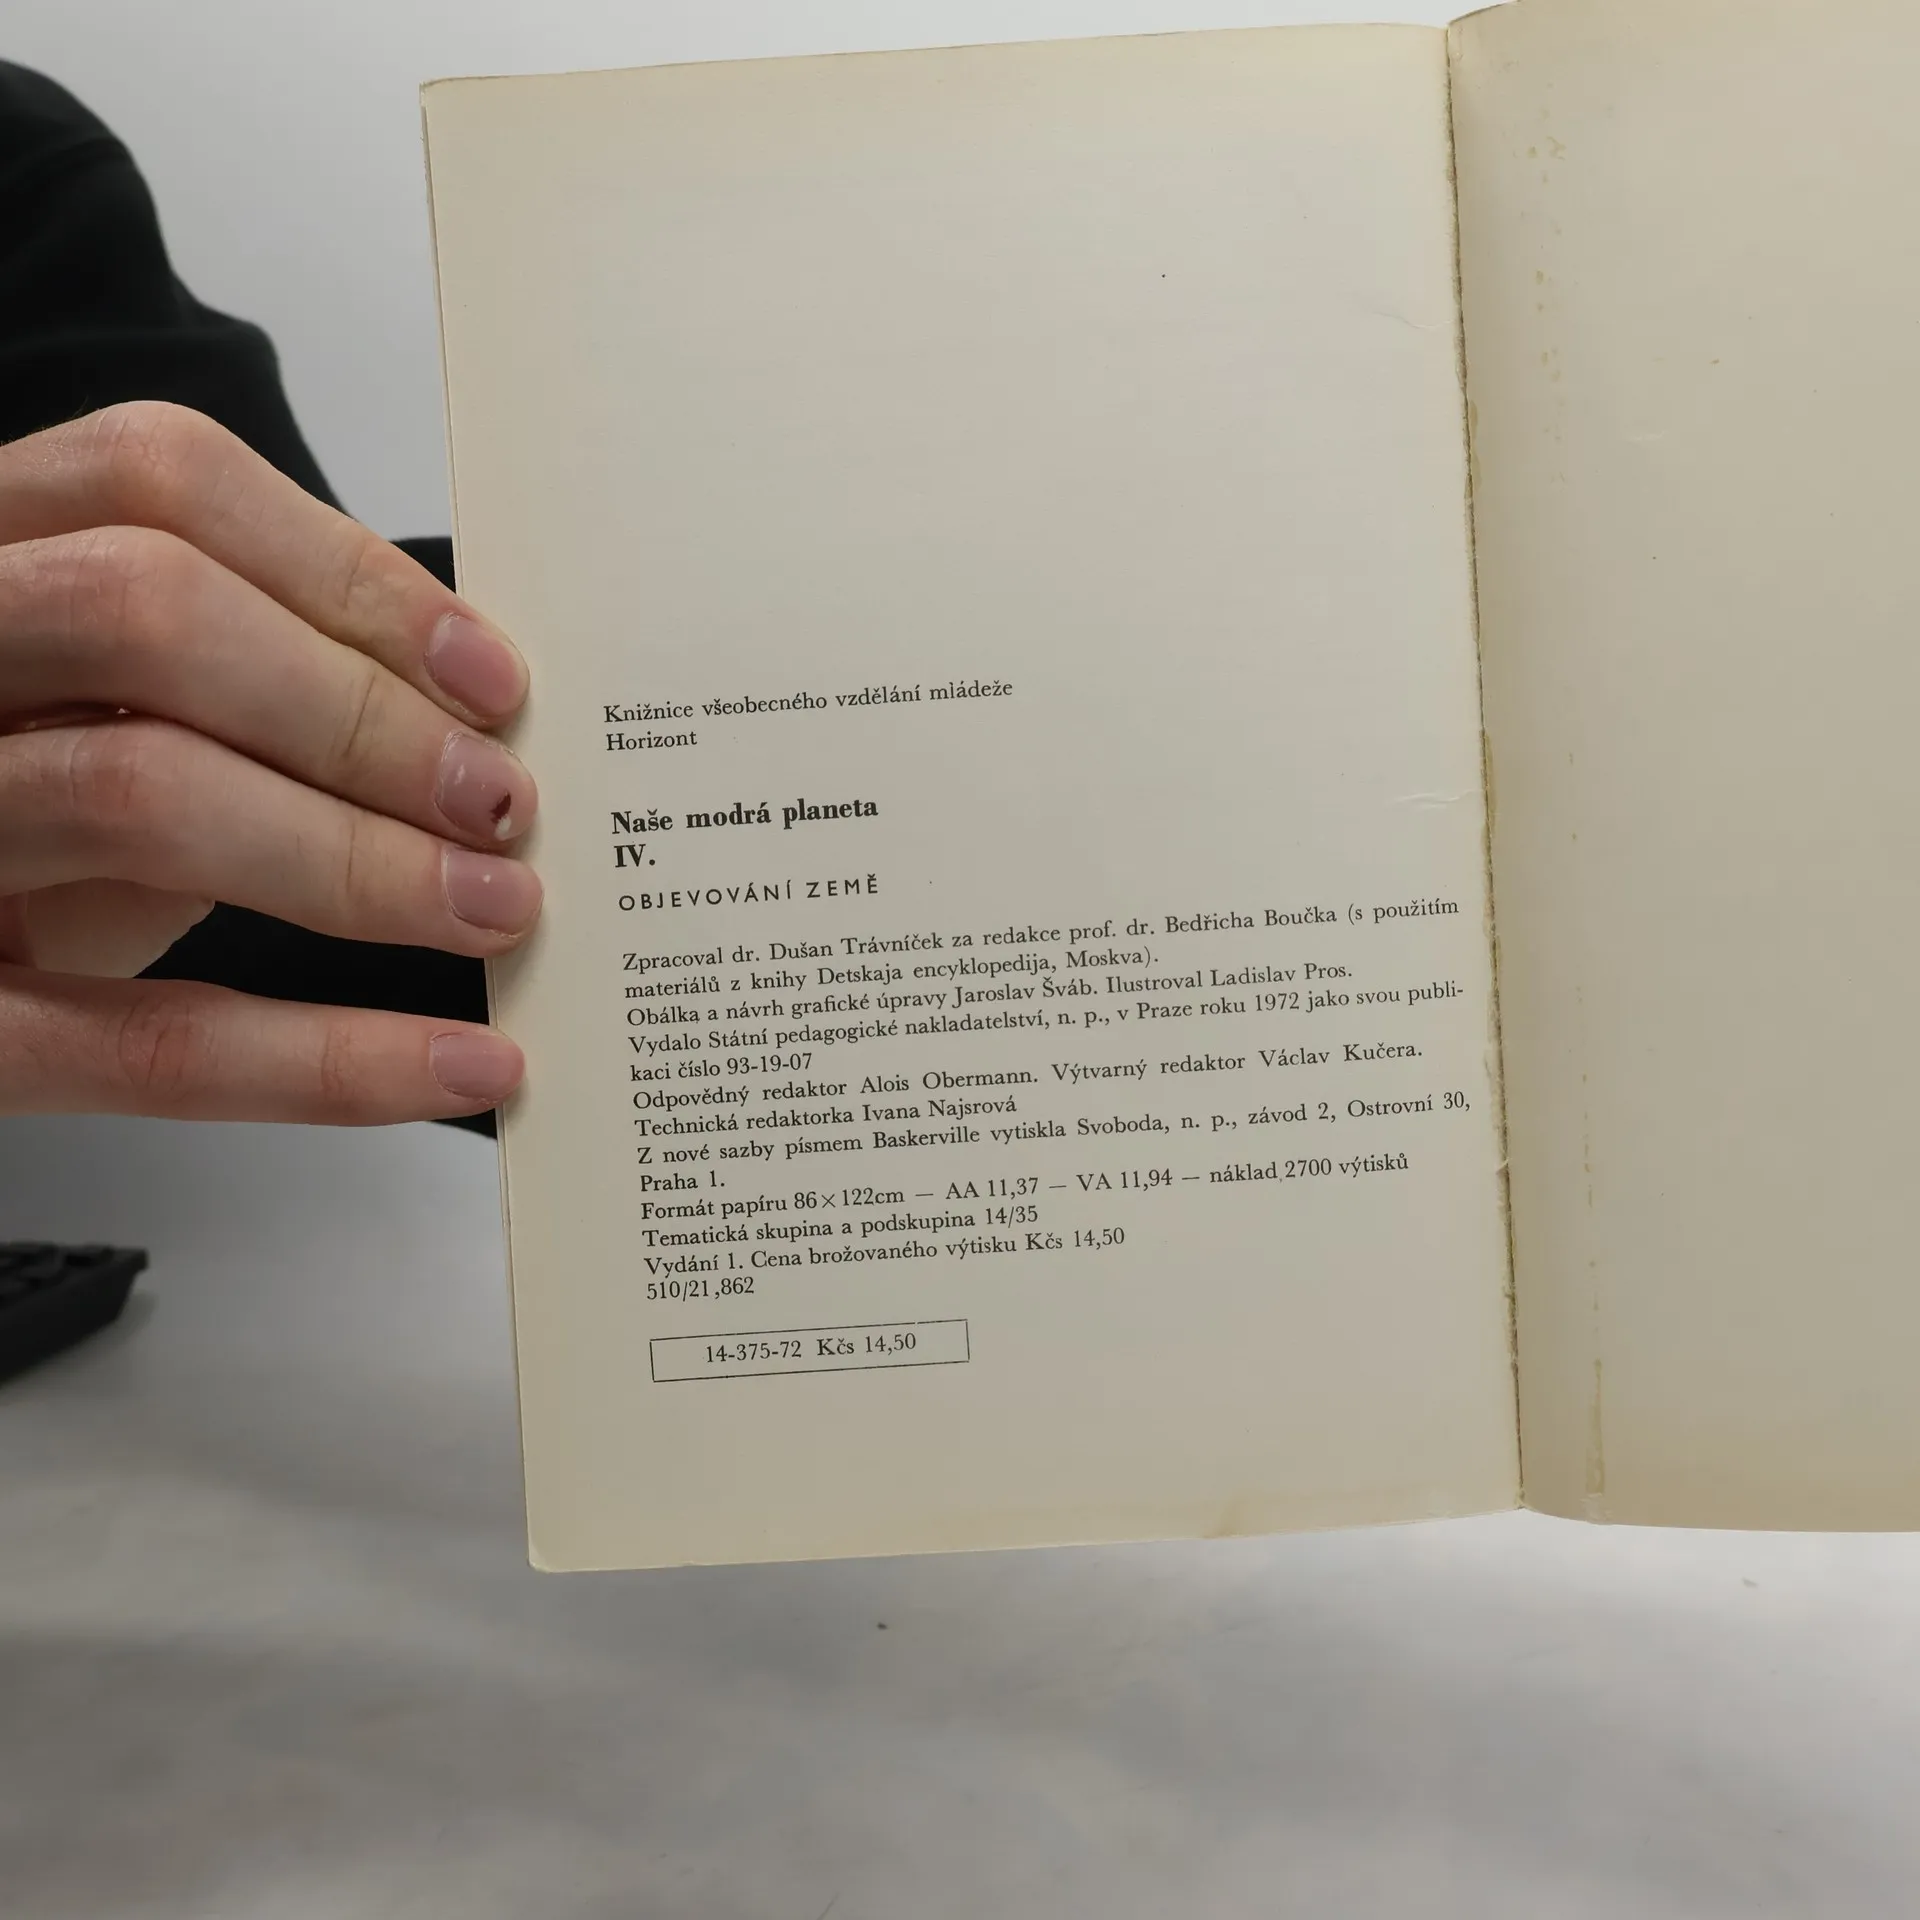 Knižnice všeobecného vzdělání mládeže
Horizont
Naše modrá planeta
IV.
OBJEVOVÁNÍ ZEMĚ
Zpracoval dr. Dušan Trávníček za redakce prof. dr. Bedřicha Boučka (s použitím
materiálů z knihy Detskaja encyklopedija, Moskva).
Obálka a návrh grafické úpravy Jaroslav Šváb. Ilustroval Ladislav Pros.
Vydalo Státní pedagogické nakladatelství, n. p., v Praze roku 1972 jako svou publi-
kaci číslo 93-19-07
Odpovědný redaktor Alois Obermann. Výtvarný redaktor Václav Kučera.
Technická redaktorka Ivana Najsrová
Z nové sazby písmem Baskerville vytiskla Svoboda, n. p., závod 2, Ostrovní 30,
Praha 1.
Formát papíru 86×122cm — AA 11,37 — VA 11,94 — náklad 2700 výtisků
Tematická skupina a podskupina 14/35
Vydání 1. Cena brožovaného výtisku Kčs 14,50
510/21,862
14-375-72 Kčs 14,50